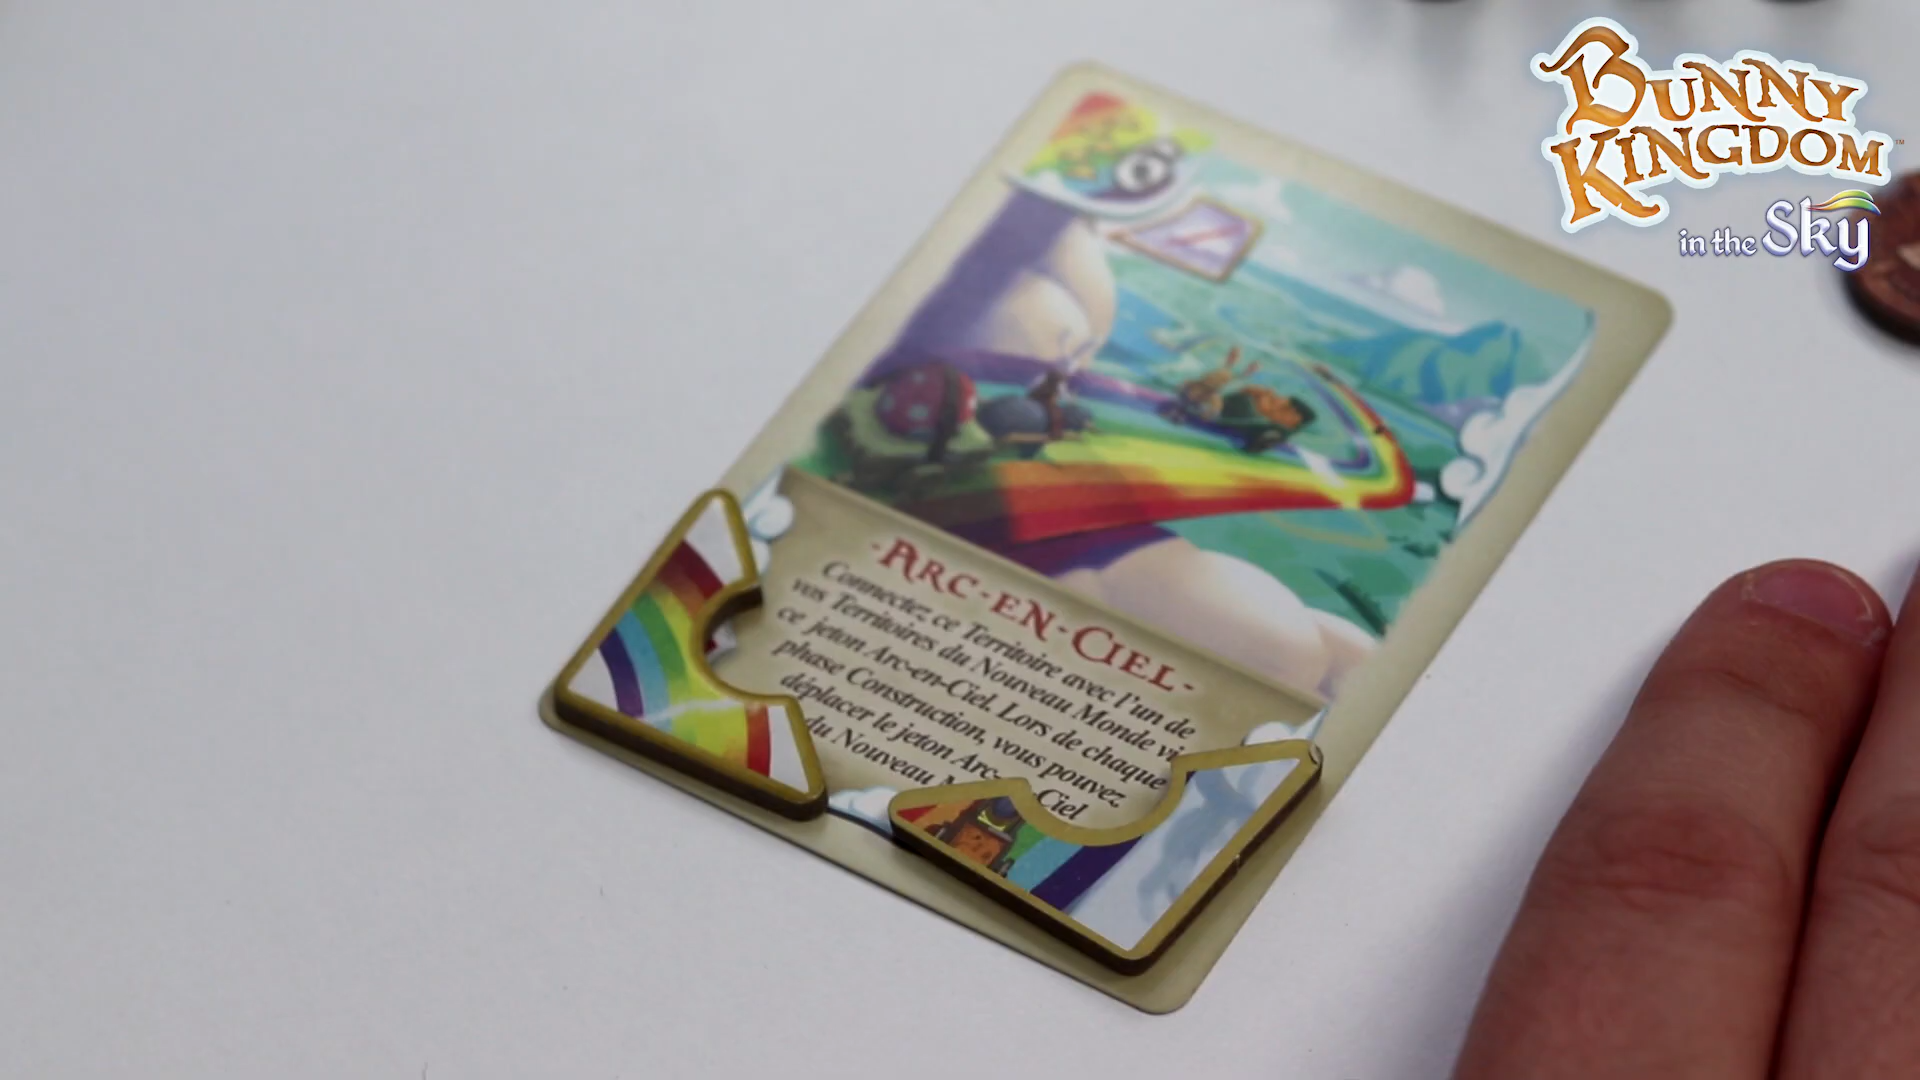 BUNNY
KINGDOM™
in the Sky
-ARC-EN-CIEL-
Connectez ce Territoire avec l'un de
vos Territoires du Nouveau Monde vi
ce jeton Arc-en-Ciel. Lors de chaque
phase Construction, vous pouvez
déplacer le jeton Arc- Ciel
du Nouveau M